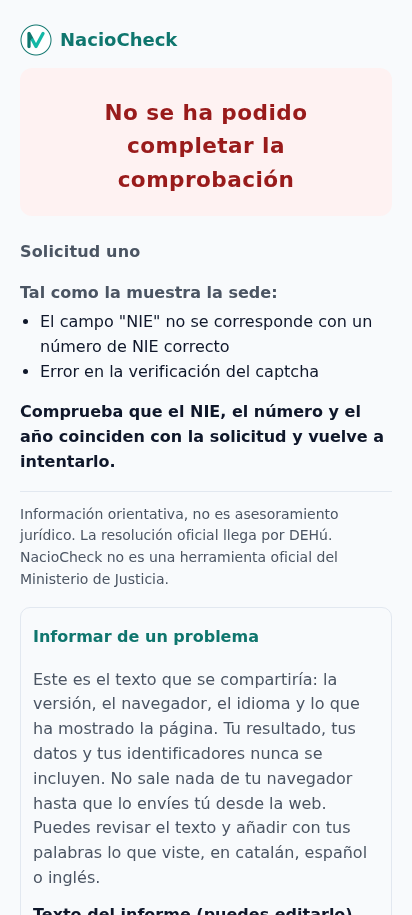 NacioCheck
No se ha podido
completar la
comprobación
Solicitud uno
Tal como la muestra la sede:
• El campo "NIE" no se corresponde con un
número de NIE correcto
• Error en la verificación del captcha
Comprueba que el NIE, el número y el
año coinciden con la solicitud y vuelve a
intentarlo.
Información orientativa, no es asesoramiento
jurídico. La resolución oficial llega por DEHú.
NacioCheck no es una herramienta oficial del
Ministerio de Justicia.
Informar de un problema
Este es el texto que se compartiría: la
versión, el navegador, el idioma y lo que
ha mostrado la página. Tu resultado, tus
datos y tus identificadores nunca se
incluyen. No sale nada de tu navegador
hasta que lo envíes tú desde la web.
Puedes revisar el texto y añadir con tus
palabras lo que viste, en catalán, español
o inglés.
Texto del informe (puedes editarlo)